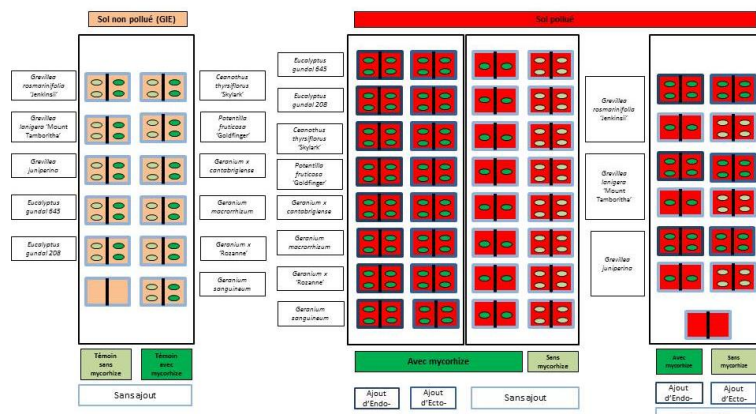 Sol non pollué (GIE)
Sol pollué
Grevillea
rosmarinifolia
'Jenkinsii'
Grevillea
lanigera 'Mount
Tamboritha'
Grevillea
juniperina
Eucalyptus
gundal 645
Eucalyptus
gundal 208
Ceanothus
thyrsiflorus
'Skylark'
Potentilla
fruticosa
'Goldfinger'
Geranium x
cantabrigiense
Geranium
macrorrhizum
Geranium x
'Rozanne'
Geranium
sanguineum
Eucalyptus
gundal 645
Eucalyptus
gundal 208
Ceanothus
thyrsiflorus
'Skylark'
Potentilla
fruticosa
'Goldfinger'
Geranium x
cantabrigiense
Geranium
macrorrhizum
Geranium x
'Rozanne'
Geranium
sanguineum
Grevillea
rosmarinifolia
'Jenkinsii'
Grevillea
lanigera
'Mount
Tamboritha'
Grevillea
juniperina
Témoin
sans
mycorhize
Témoin
avec
mycorhize
Sans ajout
Avec mycorhize
Sans
mycorhize
Ajout
d'Endo-
Ajout
d'Ecto-
Sans ajout
Avec
mycorhize
Sans
mycorhize
Ajout
d'Endo-
Ajout
d'Ecto-